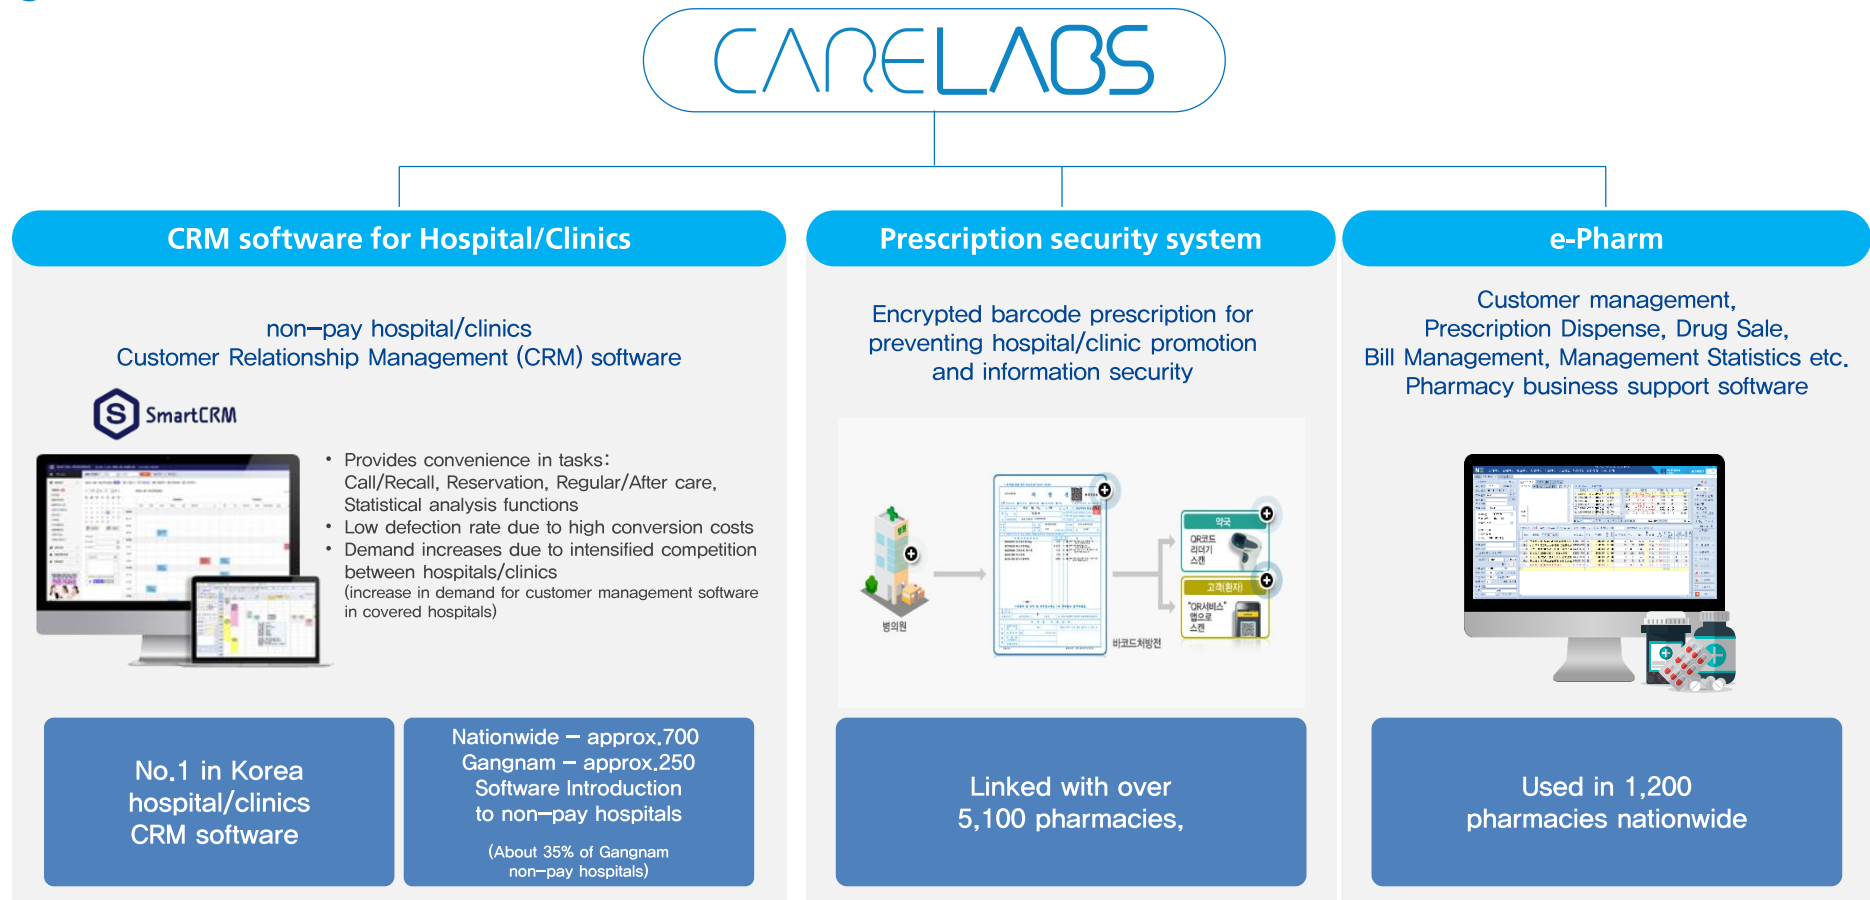 CARELABS
CRM software for Hospital/Clinics
non-pay hospital/clinics
Customer Relationship Management (CRM) software
S SmartCRM
• Provides convenience in tasks:
Call/Recall, Reservation, Regular/After care,
Statistical analysis functions
• Low defection rate due to high conversion costs
• Demand increases due to intensified competition
between hospitals/clinics
(increase in demand for customer management software
in covered hospitals)
No.1 in Korea
hospital/clinics
CRM software
Nationwide - approx.700
Gangnam - approx.250
Software Introduction
to non-pay hospitals
(About 35% of Gangnam
non-pay hospitals)
Prescription security system
Encrypted barcode prescription for
preventing hospital/clinic promotion
and information security
병의원
처 방 전
바코드처방전
약국
QR코드
리더기
스캔
고객(환자)
"QR서비스"
앱으로
스캔
Linked with over
5,100 pharmacies,
e-Pharm
Customer management,
Prescription Dispense, Drug Sale,
Bill Management, Management Statistics etc.
Pharmacy business support software
Used in 1,200
pharmacies nationwide